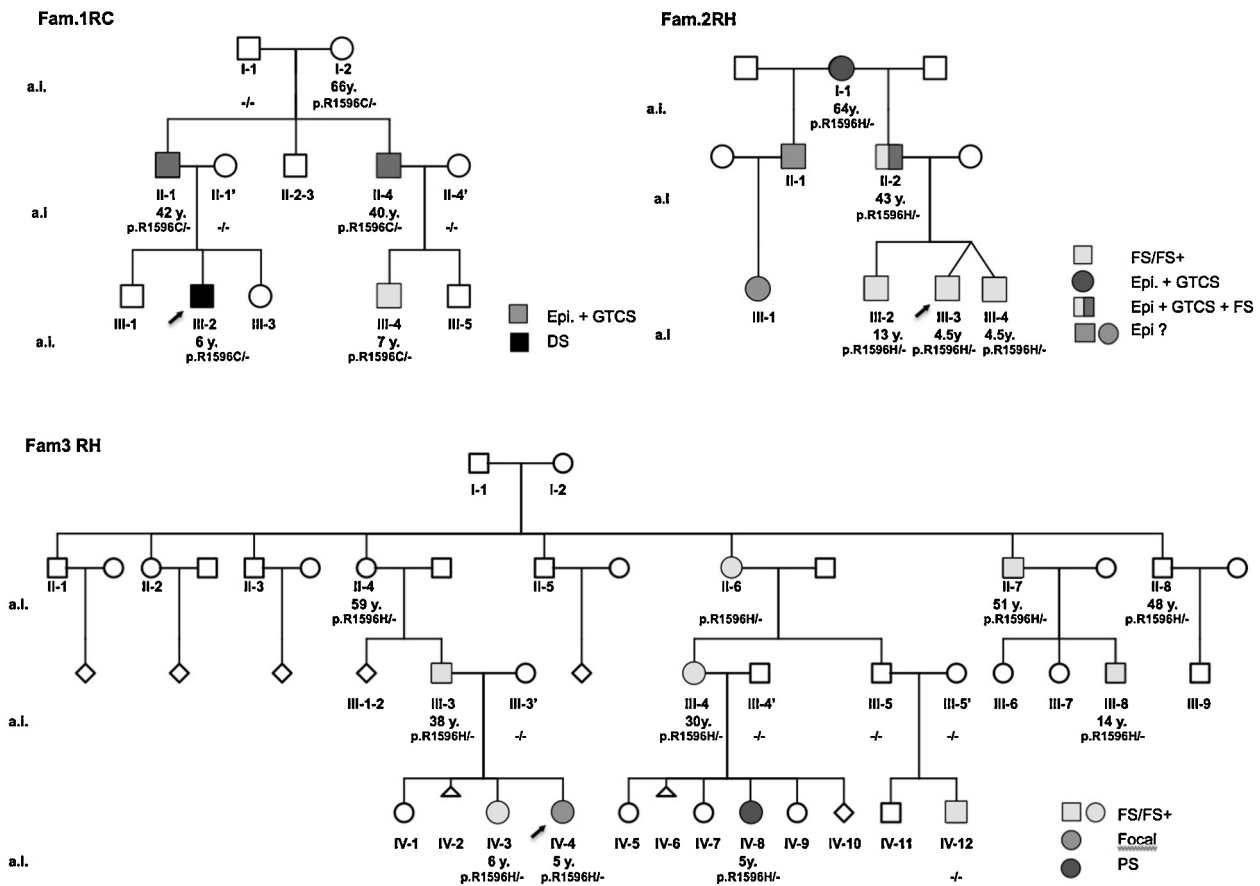 Fam.1RC
Fam.2RH
I-1
I-2
a.i.
66y.
-/-
p.R1596C/-
I-1
a.i.
64y.
p.R1596H/-
II-1
II-1'
II-2-3
II-4
II-4'
a.i
42 y.
40.y.
p.R1596C/-
-/-
p.R1596C/-
-/-
II-1
II-2
a.i
43 y.
p.R1596H/-
III-1
III-2
III-3
III-4
III-5
a.i.
6 y.
7 y.
p.R1596C/-
p.R1596C/-
Epi. + GTCS
DS
III-1
III-2
III-3
III-4
a.i
13 y.
4.5y
4.5y.
p.R1596H/-
p.R1596H/-
p.R1596H/-
FS/FS+
Epi. + GTCS
Epi + GTCS + FS
Epi ?
Fam3 RH
I-1
I-2
II-1
II-2
II-3
II-4
II-5
II-6
II-7
II-8
a.i.
59 y.
51 y.
48 y.
p.R1596H/-
p.R1596H/-
p.R1596H/-
p.R1596H/-
III-1-2
III-3
III-3'
III-4
III-4'
III-5
III-5'
III-6
III-7
III-8
III-9
a.i.
38 y.
30y.
14 y.
p.R1596H/-
-/-
p.R1596H/-
-/-
-/-
-/-
p.R1596H/-
IV-1
IV-2
IV-3
IV-4
IV-5
IV-6
IV-7
IV-8
IV-9
IV-10
IV-11
IV-12
a.i.
6 y.
5 y.
5y.
p.R1596H/-
p.R1596H/-
p.R1596H/-
-/-
FS/FS+
Focal
PS